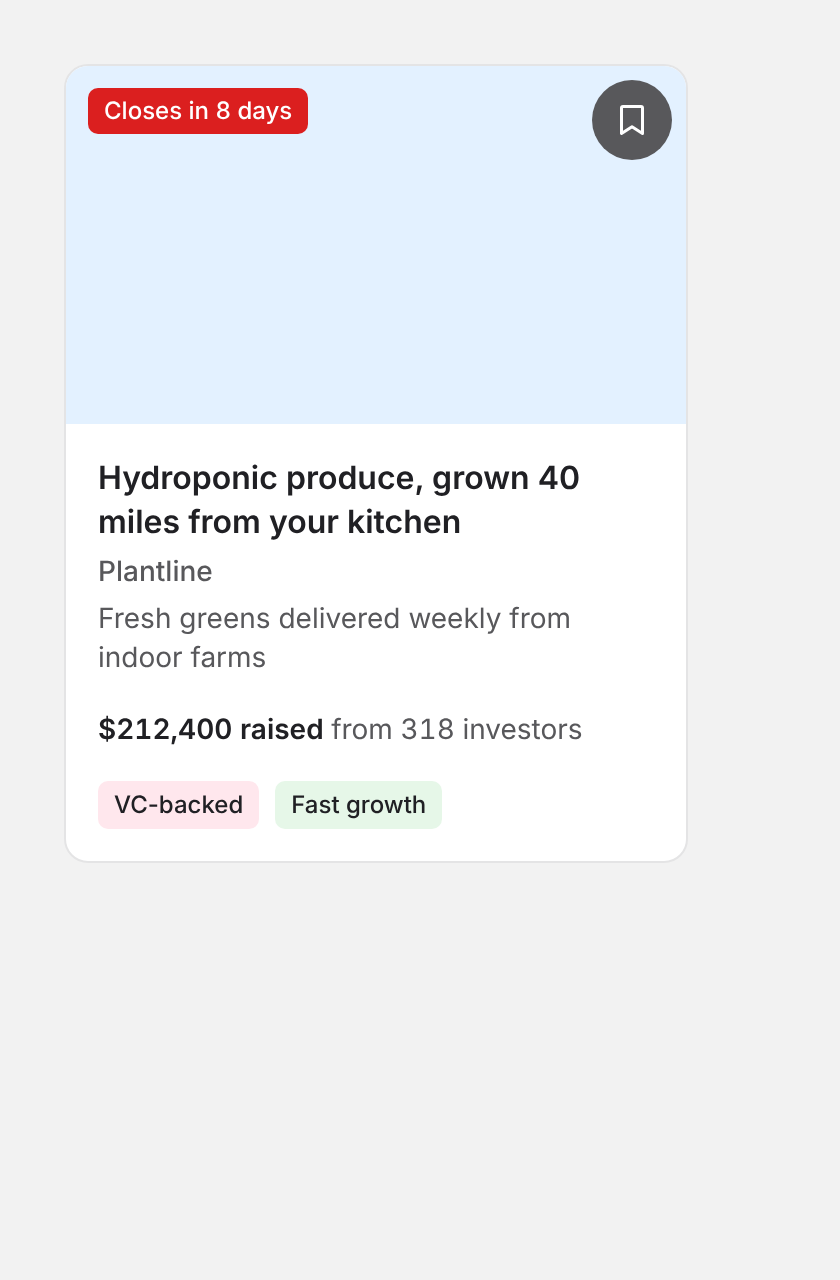 Closes in 8 days
Hydroponic produce, grown 40
miles from your kitchen
Plantline
Fresh greens delivered weekly from
indoor farms
$212,400 raised from 318 investors
VC-backed Fast growth